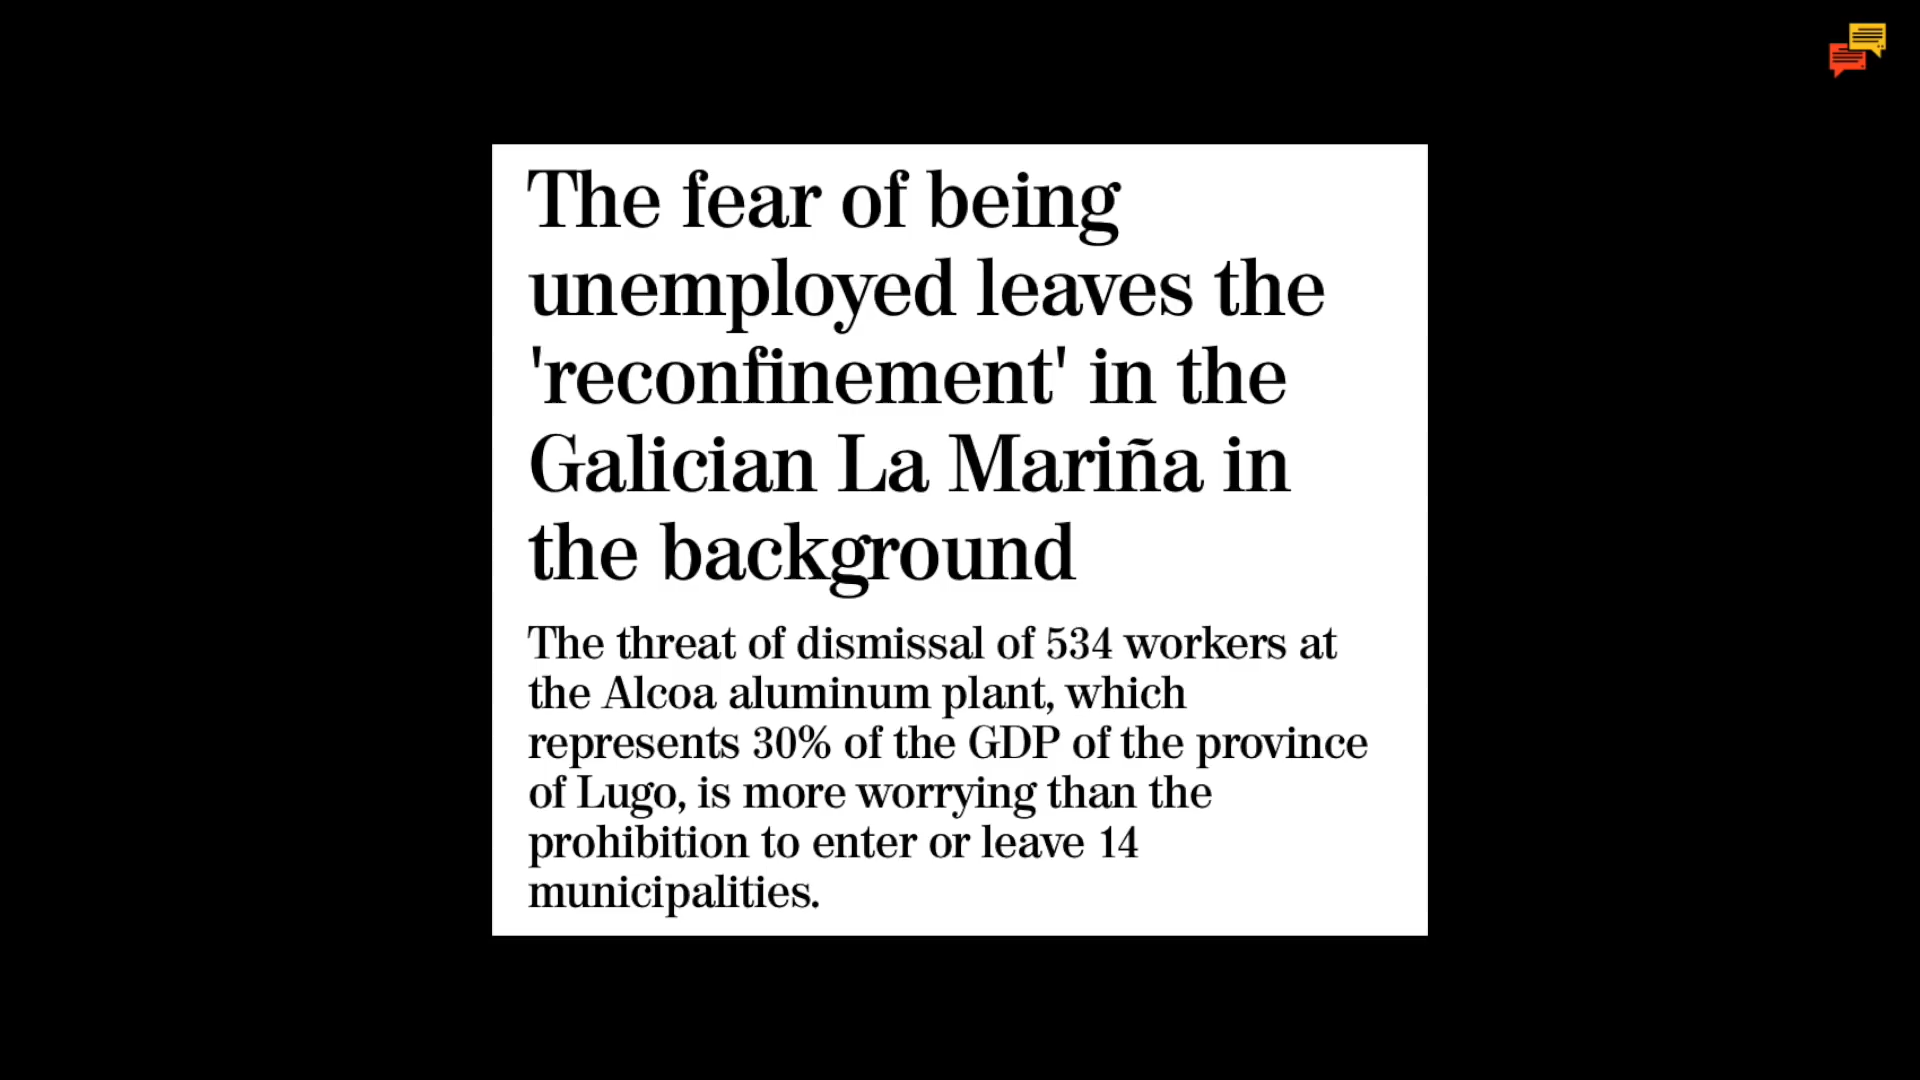 The fear of being
unemployed leaves the
'reconfinement' in the
Galician La Mariña in
the background
The threat of dismissal of 534 workers at
the Alcoa aluminum plant, which
represents 30% of the GDP of the province
of Lugo, is more worrying than the
prohibition to enter or leave 14
municipalities.